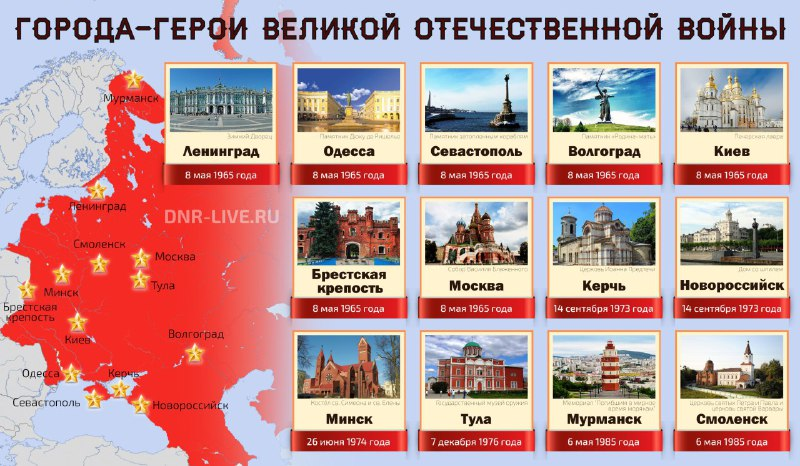 ГОРОДА-ГЕРОИ ВЕЛИКОЙ ОТЕЧЕСТВЕННОЙ ВОЙНЫ
Мурманск
Ленинград
Смоленск
Москва
Минск
Тула
Брестская
крепость
Киев
Волгоград
Одесса
Керчь
Севастополь
Новороссийск
DNR-LIVE.RU
Зимний Дворец
Ленинград
8 мая 1965 года
Памятник Дюку де Ришелье
Одесса
8 мая 1965 года
Памятник затопленным кораблям
Севастополь
8 мая 1965 года
Памятник "Родина-мать"
Волгоград
8 мая 1965 года
Печерская лавра
Киев
8 мая 1965 года
Брестская
крепость
8 мая 1965 года
Собор Василия Блаженного
Москва
8 мая 1965 года
Церковь Иоанна Предтечи
Керчь
14 сентября 1973 года
Дом со шпилем
Новороссийск
14 сентября 1973 года
Костёл св. Симеона и св. Елены
Минск
26 июня 1974 года
Государственный музей оружия
Тула
7 декабря 1976 года
Мемориал "Погибшим в мирное
время морякам"
Мурманск
6 мая 1985 года
Церковь святых Петра и Павла и
церковь святой Варвары
Смоленск
6 мая 1985 года